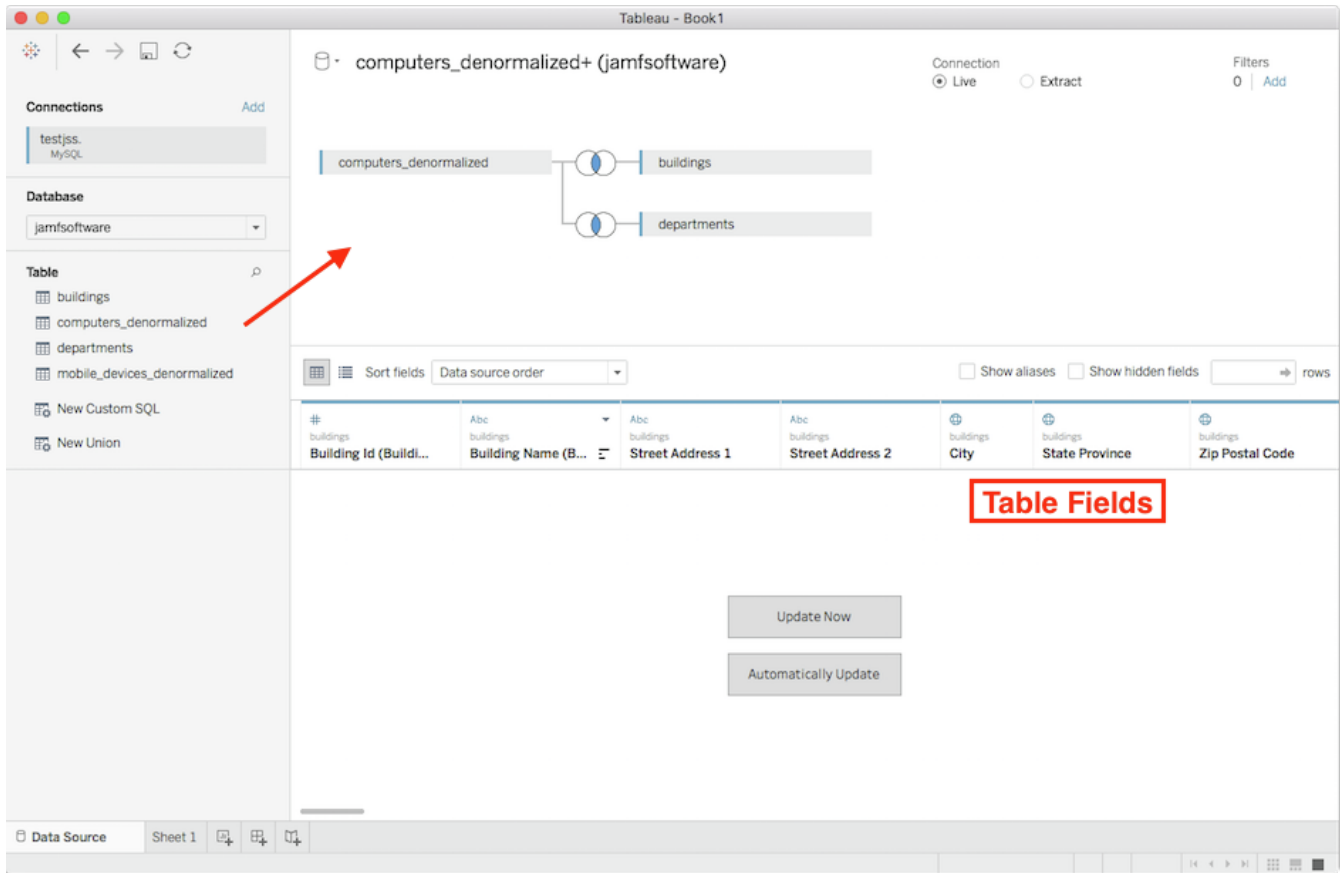 Tableau - Book1
computers_denormalized+ (jamfsoftware)
Connection
Live
Extract
Filters
0
Add
Connections
Add
testjss.
MySQL
Database
jamfsoftware
Table
buildings
computers_denormalized
departments
mobile_devices_denormalized
New Custom SQL
New Union
computers_denormalized
buildings
departments
Sort fields
Data source order
Show aliases
Show hidden fields
rows
#
buildings
Building Id (Buildi...
Abc
buildings
Building Name (B...
Abc
buildings
Street Address 1
Abc
buildings
Street Address 2
buildings
City
buildings
State Province
buildings
Zip Postal Code
Table Fields
Update Now
Automatically Update
Data Source
Sheet 1